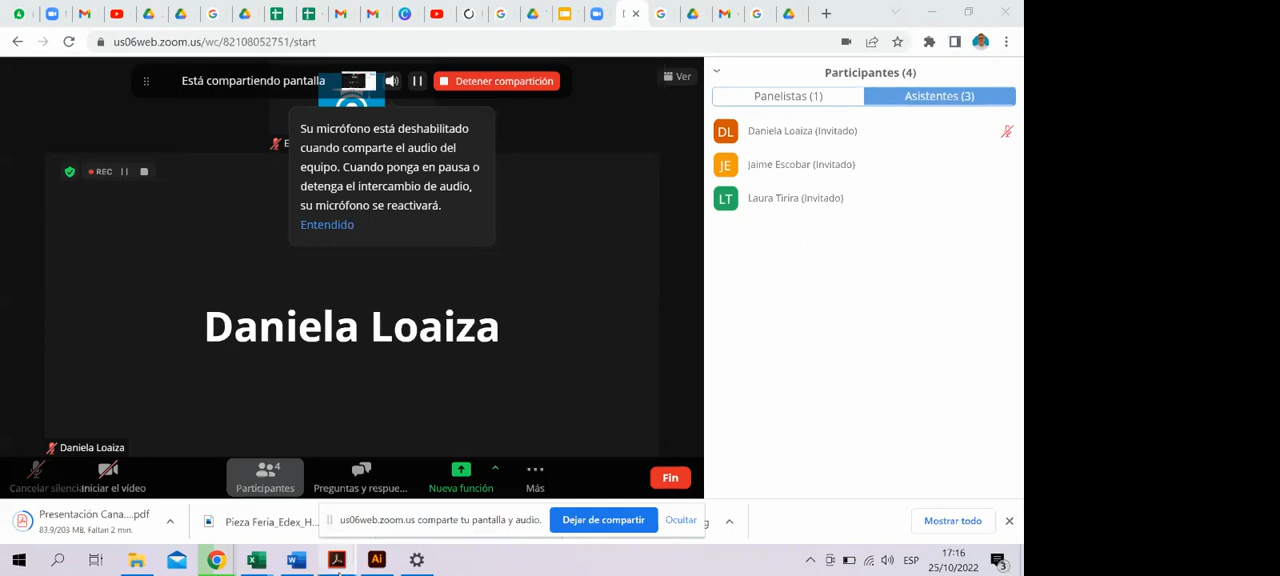 us06web.zoom.us/wc/82108052751/start
Está compartiendo pantalla
Detener compartición
Ver
Su micrófono está deshabilitado
cuando comparte el audio del
equipo. Cuando ponga en pausa o
detenga el intercambio de audio,
su micrófono se reactivará.
Entendido
E
REC
Daniela Loaiza
Daniela Loaiza
Participantes (4)
Panelistas (1)
Asistentes (3)
DL Daniela Loaiza (Invitado)
JE Jaime Escobar (Invitado)
LT Laura Tirira (Invitado)
Cancelar silenci
Iniciar el vídeo
4
Participantes
Preguntas y respue...
Nueva función
Más
Fin
Presentación Cana....pdf
83.9/203 MB, Faltan 2 min.
Pieza Feria_Edex_H...
us06web.zoom.us comparte tu pantalla y audio.
Dejar de compartir
Ocultar
g
Mostrar todo
Ai
ESP
17:16
25/10/2022
3